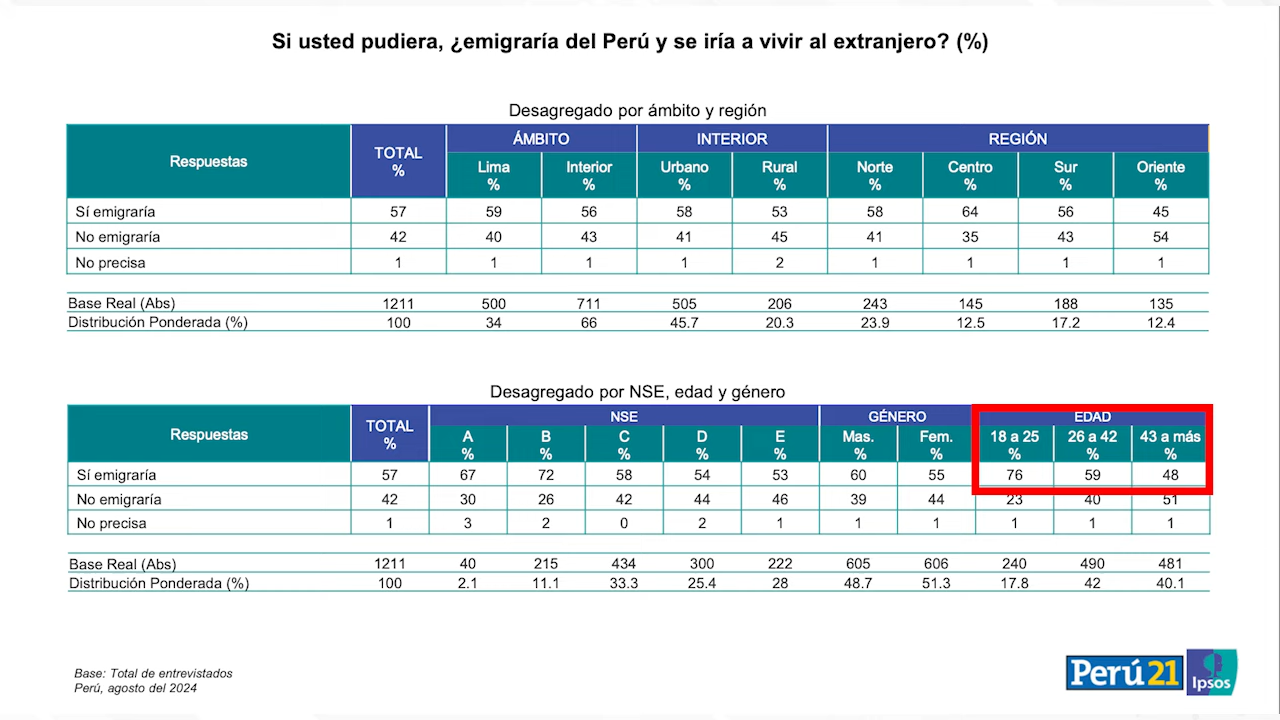 Si usted pudiera, ¿emigraría del Perú y se iría a vivir al extranjero? (%)
Desagregado por ámbito y región
Respuestas TOTAL % ÁMBITO INTERIOR REGIÓN
Lima % Interior % Urbano % Rural % Norte % Centro % Sur % Oriente %
Sí emigraría 57 59 56 58 53 58 64 56 45
No emigraría 42 40 43 41 45 41 35 43 54
No precisa 1 1 1 1 2 1 1 1 1
Base Real (Abs) 1211 500 711 505 206 243 145 188 135
Distribución Ponderada (%) 100 34 66 45.7 20.3 23.9 12.5 17.2 12.4
Desagregado por NSE, edad y género
Respuestas TOTAL % NSE GÉNERO EDAD
A % B % C % D % E % Mas. % Fem. % 18 a 25 % 26 a 42 % 43 a más %
Sí emigraría 57 67 72 58 54 53 60 55 76 59 48
No emigraría 42 30 26 42 44 46 39 44 23 40 51
No precisa 1 3 2 0 2 1 1 1 1 1 1
Base Real (Abs) 1211 40 215 434 300 222 605 606 240 490 481
Distribución Ponderada (%) 100 2.1 11.1 33.3 25.4 28 48.7 51.3 17.8 42 40.1
Base: Total de entrevistados
Perú, agosto del 2024
Perú21 Ipsos